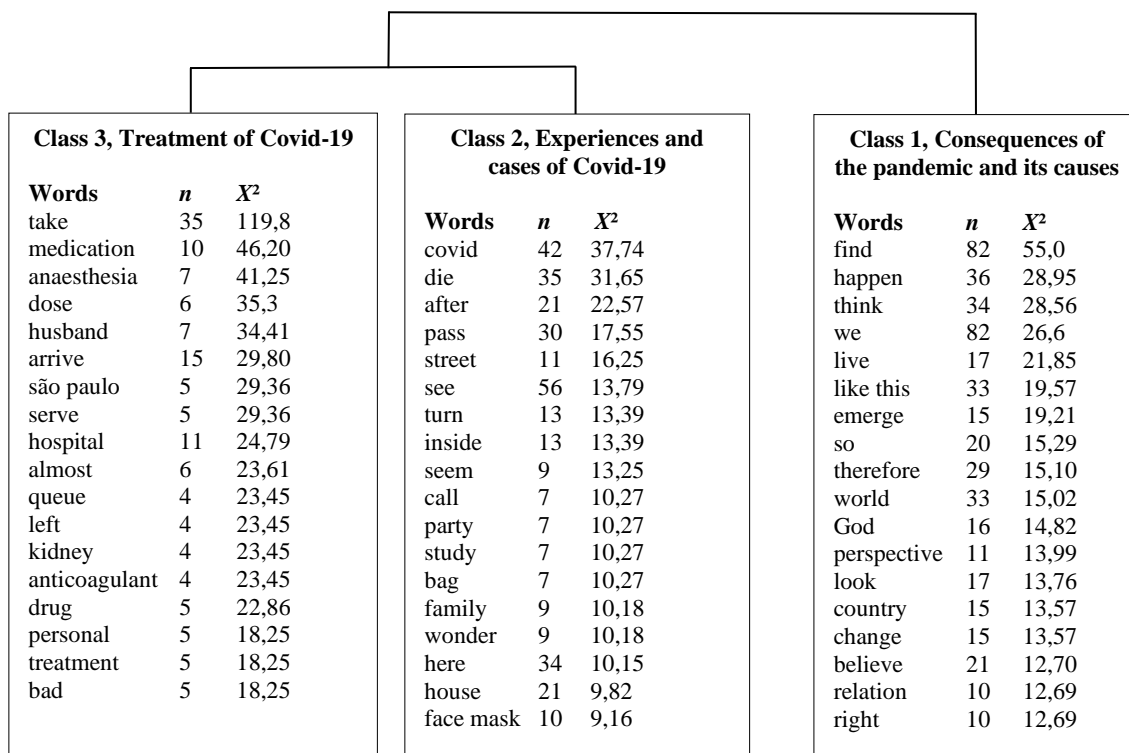 Class 3, Treatment of Covid-19
Words n X²
take 35 119,8
medication 10 46,20
anaesthesia 7 41,25
dose 6 35,3
husband 7 34,41
arrive 15 29,80
são paulo 5 29,36
serve 5 29,36
hospital 11 24,79
almost 6 23,61
queue 4 23,45
left 4 23,45
kidney 4 23,45
anticoagulant 4 23,45
drug 5 22,86
personal 5 18,25
treatment 5 18,25
bad 5 18,25
Class 2, Experiences and
cases of Covid-19
Words n X²
covid 42 37,74
die 35 31,65
after 21 22,57
pass 30 17,55
street 11 16,25
see 56 13,79
turn 13 13,39
inside 13 13,39
seem 9 13,25
call 7 10,27
party 7 10,27
study 7 10,27
bag 7 10,27
family 9 10,18
wonder 9 10,18
here 34 10,15
house 21 9,82
face mask 10 9,16
Class 1, Consequences of
the pandemic and its causes
Words n X²
find 82 55,0
happen 36 28,95
think 34 28,56
we 82 26,6
live 17 21,85
like this 33 19,57
emerge 15 19,21
so 20 15,29
therefore 29 15,10
world 33 15,02
God 16 14,82
perspective 11 13,99
look 17 13,76
country 15 13,57
change 15 13,57
believe 21 12,70
relation 10 12,69
right 10 12,69